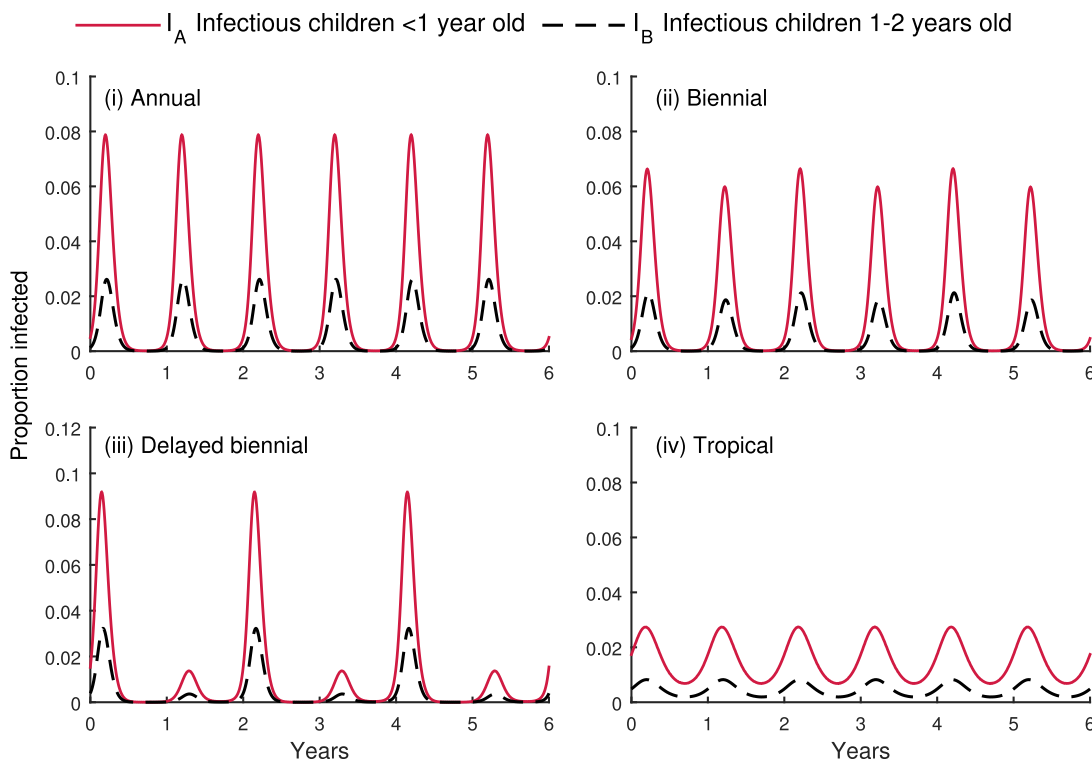 I_A Infectious children <1 year old I_B Infectious children 1-2 years old
(i) Annual
0.1
0.08
0.06
0.04
0.02
0
0 1 2 3 4 5 6
(ii) Biennial
0.1
0.08
0.06
0.04
0.02
0
0 1 2 3 4 5 6
Proportion infected
(iii) Delayed biennial
0.12
0.1
0.08
0.06
0.04
0.02
0
0 1 2 3 4 5 6
Years
(iv) Tropical
0.1
0.08
0.06
0.04
0.02
0
0 1 2 3 4 5 6
Years